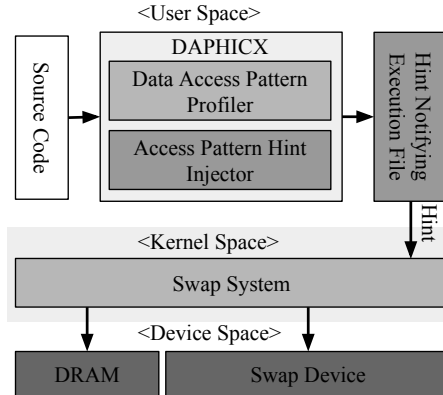 <User Space>
DAPHICX
Source Code
Data Access Pattern
Profiler
Access Pattern Hint
Injector
Hint Notifying
Execution File
Hint
<Kernel Space>
Swap System
<Device Space>
DRAM
Swap Device